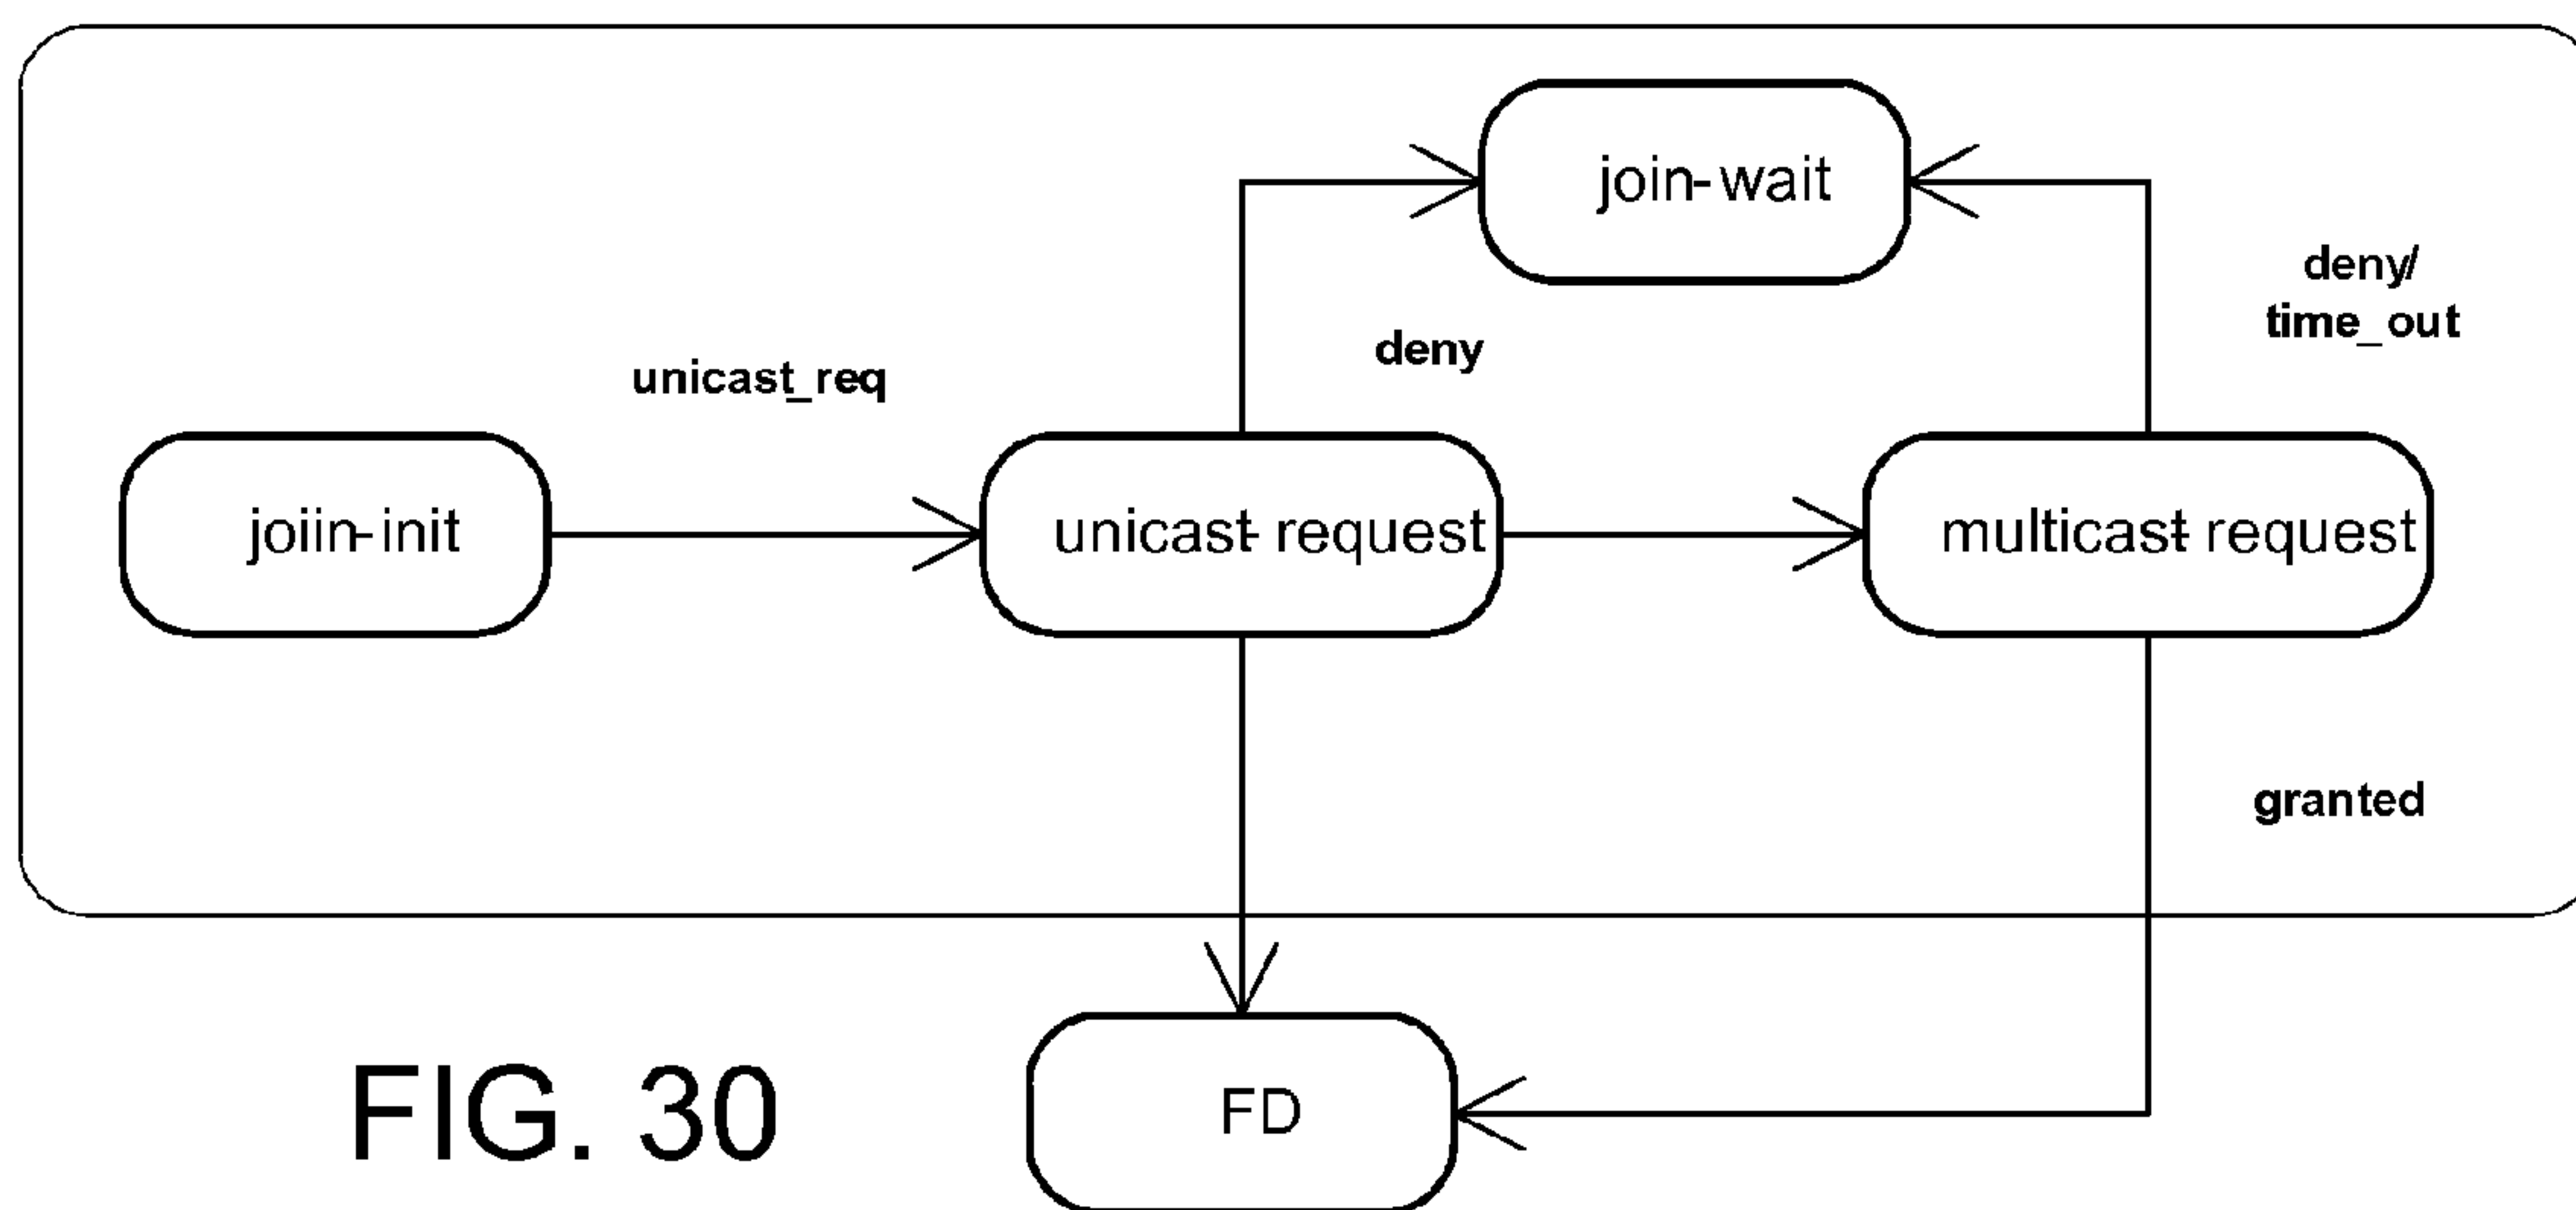 join-wait
deny/
time_out
deny
unicast_req
joiin-init
unicast-request
multicast-request
granted
FD
FIG. 30